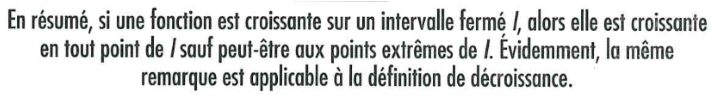 En résumé, si une fonction est croissante sur un intervalle fermé I, alors elle est croissante
en tout point de I sauf peut-être aux points extrêmes de I. Évidemment, la même
remarque est applicable à la définition de décroissance.